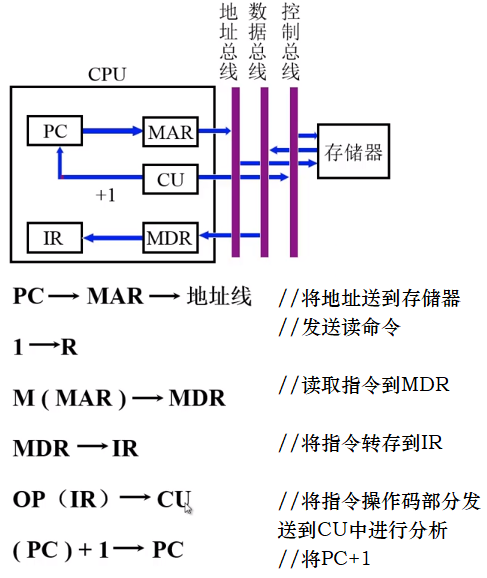 地址总线
数据总线
控制总线
CPU
PC
MAR
存储器
CU
+1
IR
MDR
PC → MAR → 地址线 //将地址送到存储器
//发送读命令
1 → R
M ( MAR ) → MDR //读取指令到MDR
MDR → IR //将指令转存到IR
OP（IR）→ CU //将指令操作码部分发
送到CU中进行分析
( PC ) + 1 → PC //将PC+1